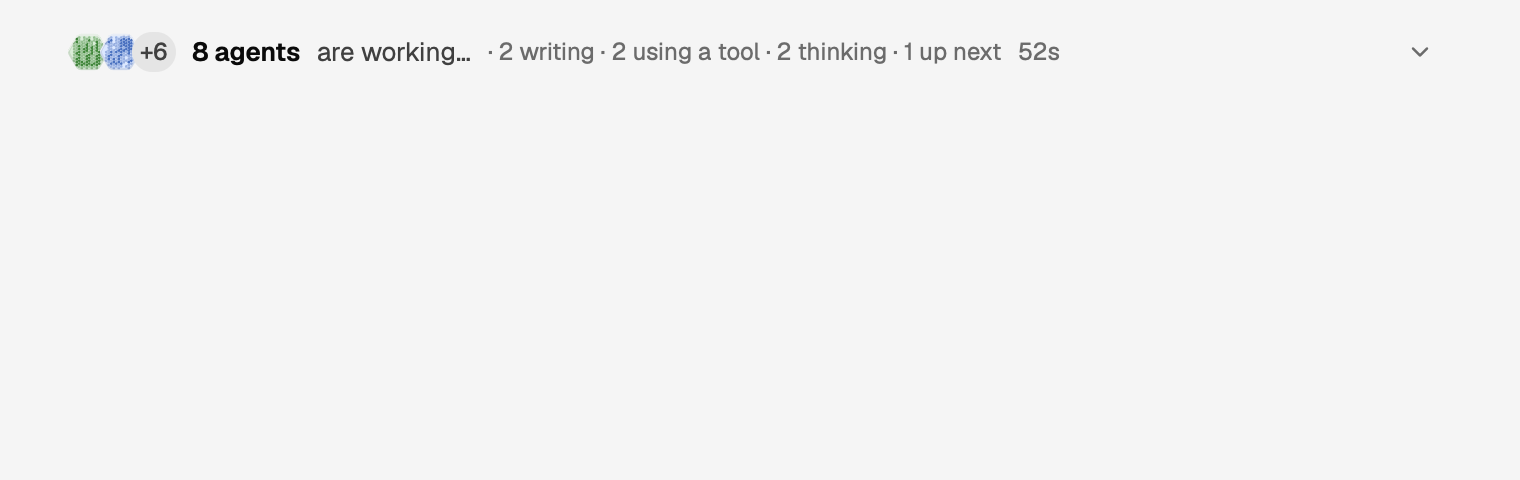 +6 8 agents are working... · 2 writing · 2 using a tool · 2 thinking · 1 up next 52s